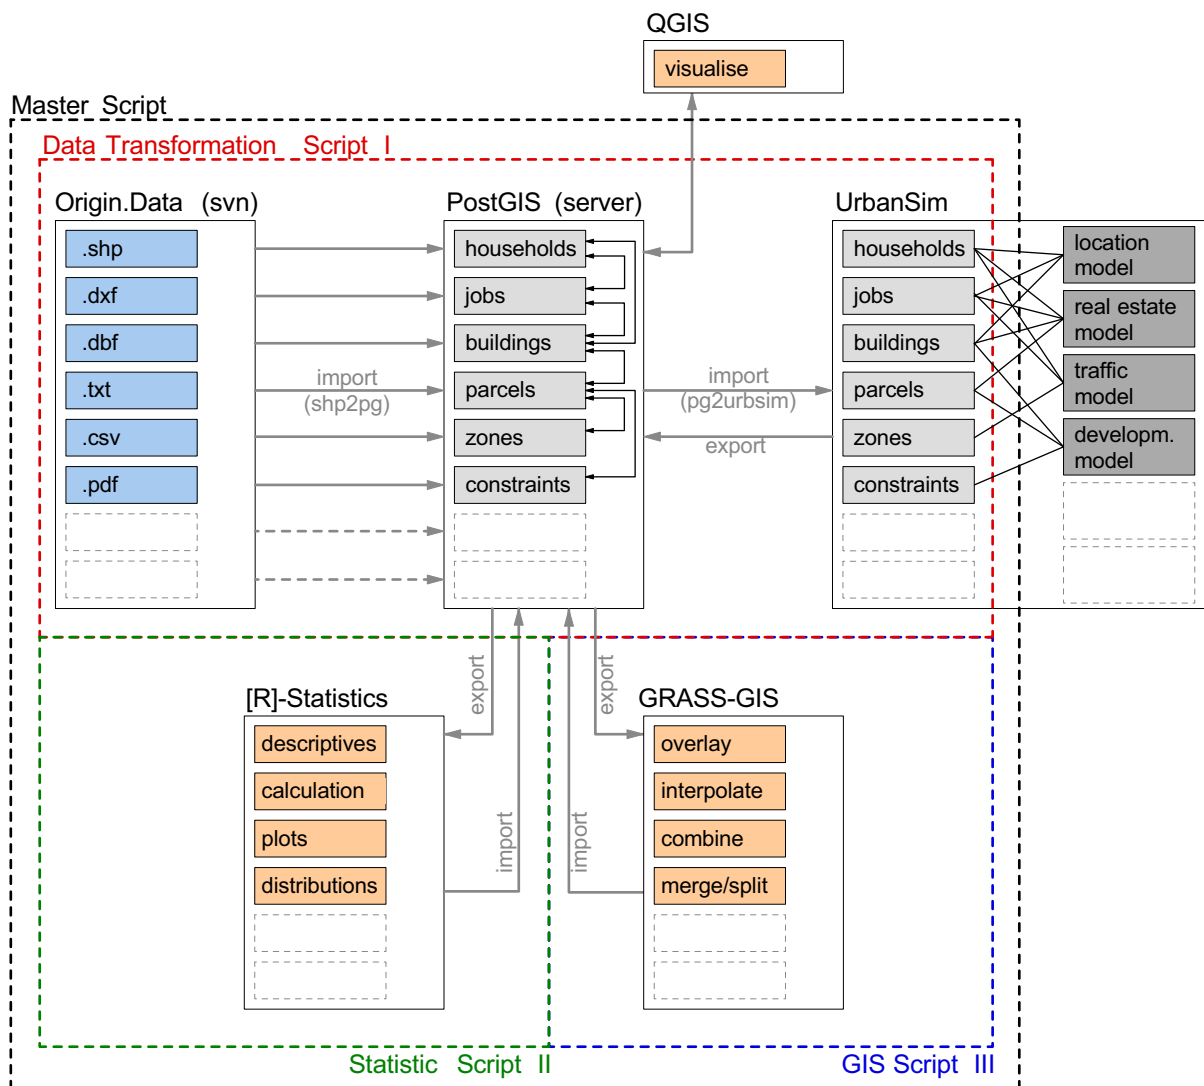 QGIS
visualise
Master Script
Data Transformation Script I
Origin.Data (svn)
.shp
.dxf
.dbf
.txt
.csv
.pdf
import
(shp2pg)
PostGIS (server)
households
jobs
buildings
parcels
zones
constraints
import
(pg2urbsim)
export
UrbanSim
households
jobs
buildings
parcels
zones
constraints
location
model
real estate
model
traffic
model
developm.
model
export
import
import
export
[R]-Statistics
descriptives
calculation
plots
distributions
GRASS-GIS
overlay
interpolate
combine
merge/split
Statistic Script II
GIS Script III